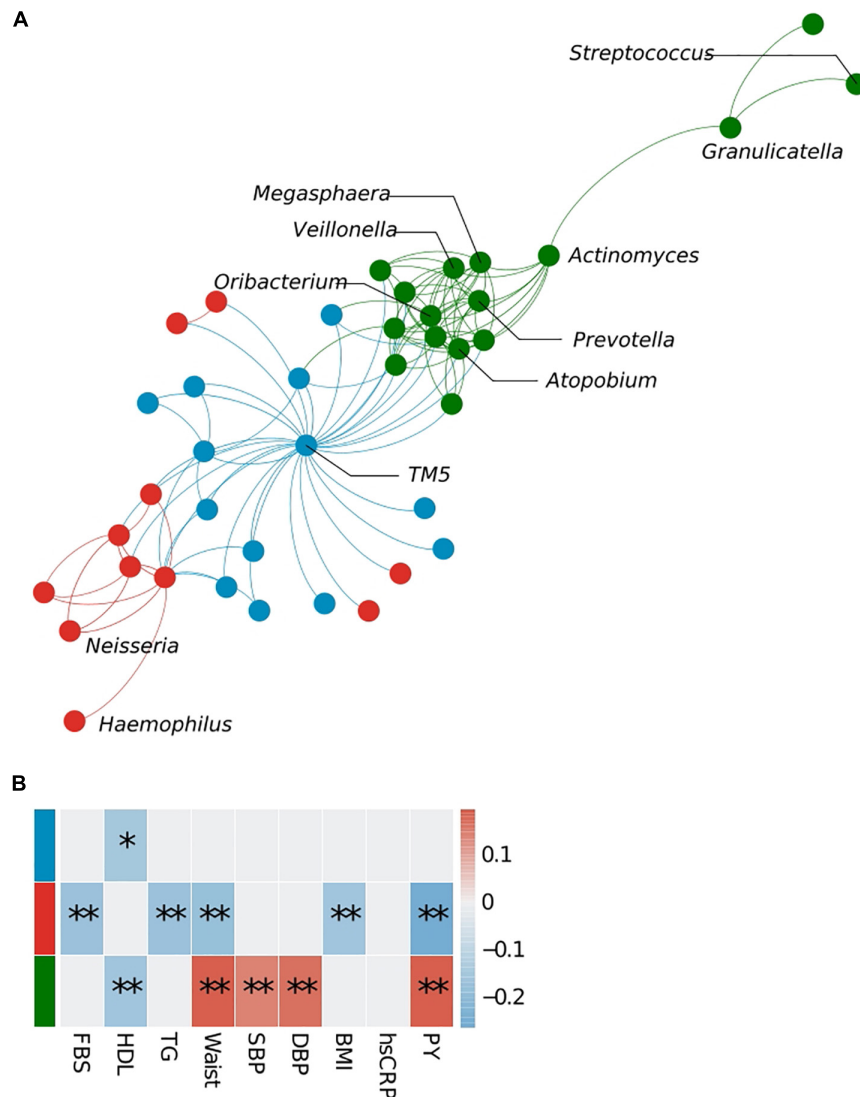 A
Streptococcus
Granulicatella
Megasphaera
Veillonella
Actinomyces
Oribacterium
Prevotella
Atopobium
TM5
Neisseria
Haemophilus
B
*
0.1
** ** ** ** **
0
−0.1
** ** ** ** **
−0.2
FBS HDL TG Waist SBP DBP BMI hsCRP PY